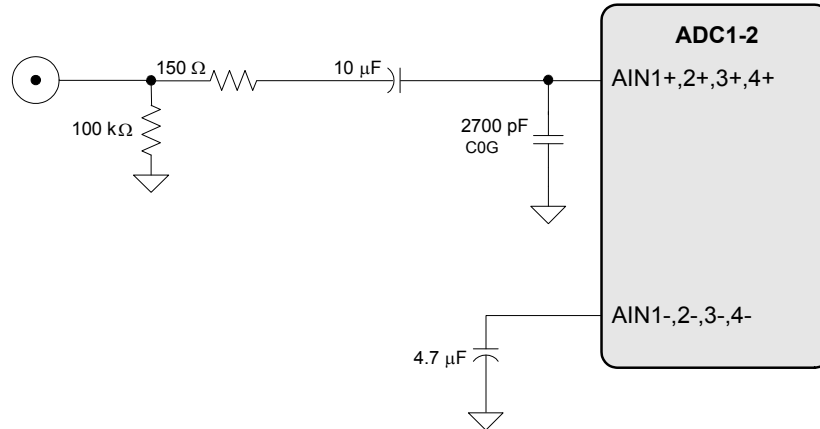 ADC1-2
150 Ω
10 μF
AIN1+,2+,3+,4+
100 kΩ
2700 pF
C0G
AIN1-,2-,3-,4-
4.7 μF